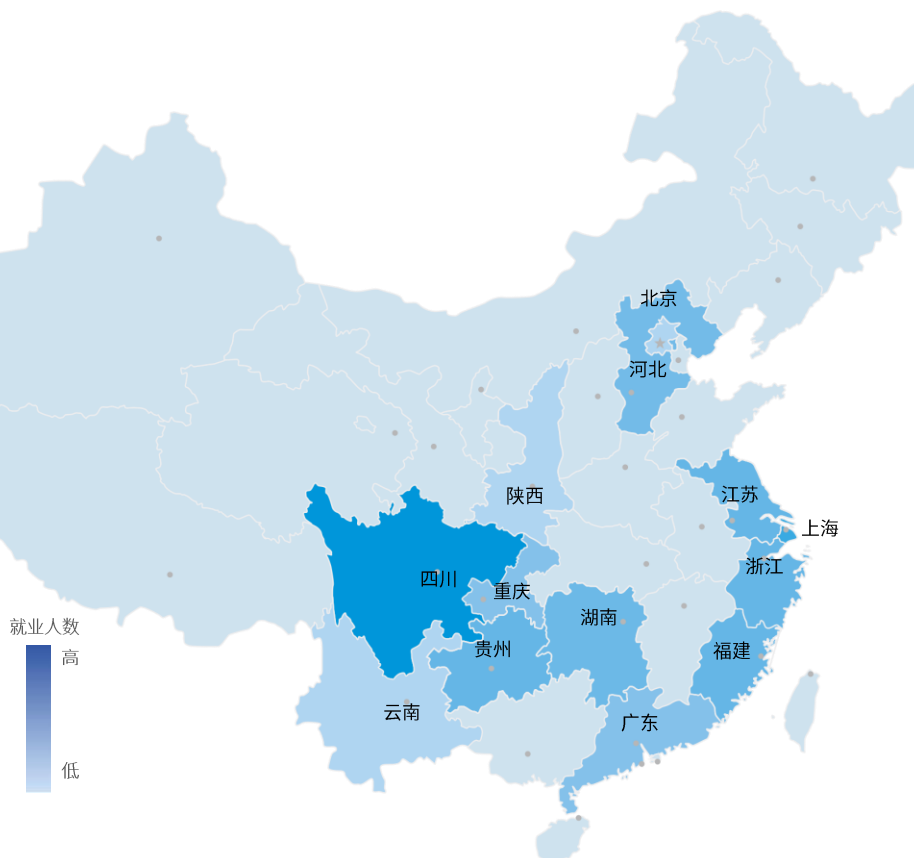 北京
河北
江苏
陕西
上海
浙江
四川
重庆
湖南
就业人数
贵州
福建
高
云南
广东
低